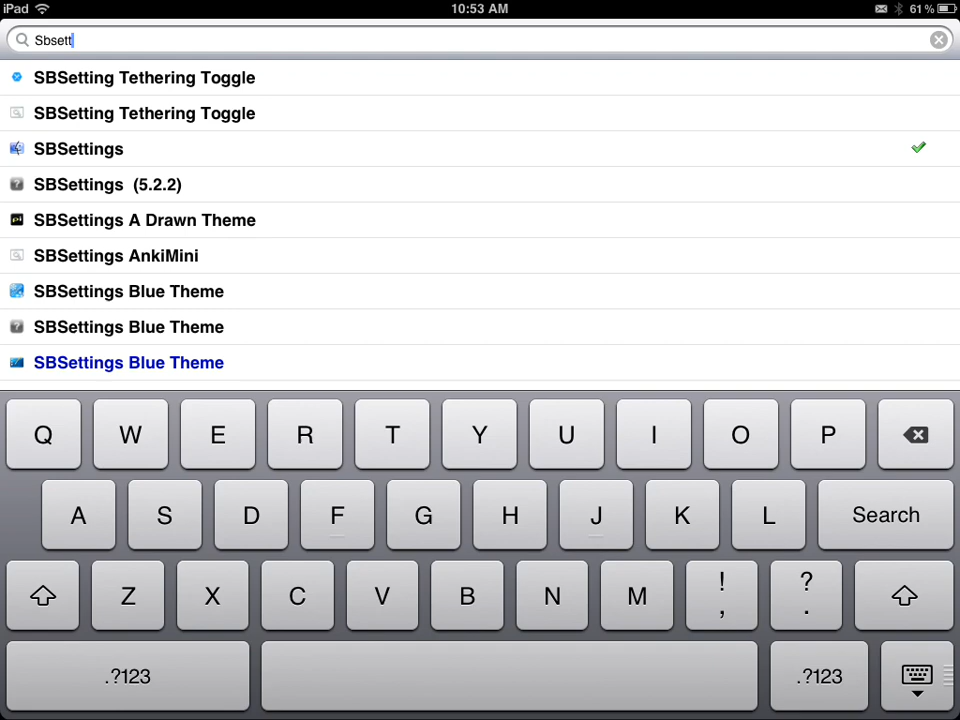 iPad 10:53 AM 61%
Sbsett
SBSetting Tethering Toggle
SBSetting Tethering Toggle
SBSettings
SBSettings (5.2.2)
SBSettings A Drawn Theme
SBSettings AnkiMini
SBSettings Blue Theme
SBSettings Blue Theme
SBSettings Blue Theme
Q W E R T Y U I O P
A S D F G H J K L Search
Z X C V B N M ! , ? .
.?123 .?123